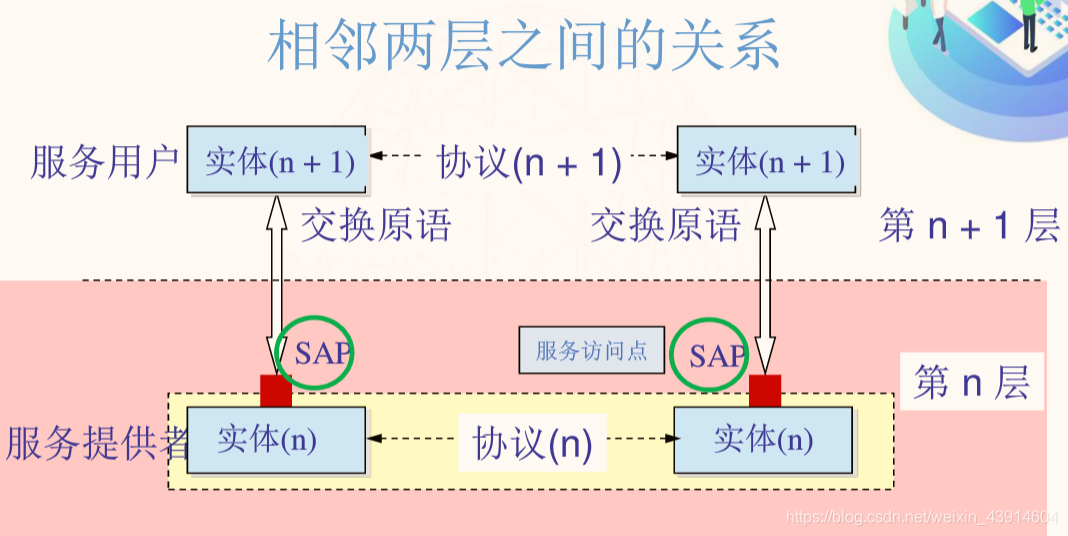 相邻两层之间的关系
服务用户 实体(n + 1) 协议(n + 1) 实体(n + 1)
交换原语 交换原语 第 n + 1 层
SAP 服务访问点 SAP
第 n 层
服务提供者 实体(n) 协议(n) 实体(n)
https://blog.csdn.net/weixin_43914604